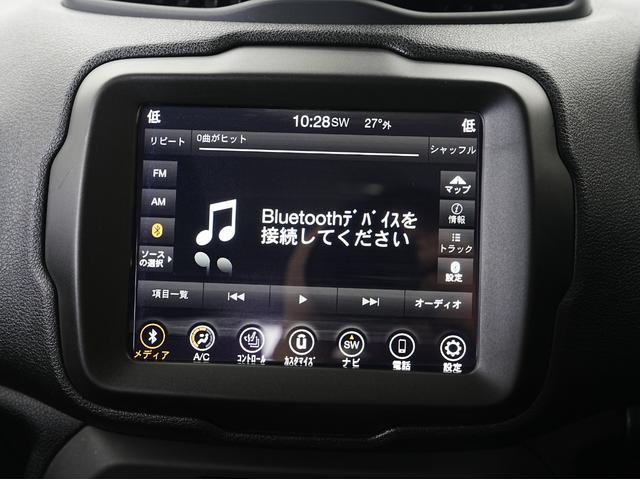 低
10:28SW 27°外
低
リピート
0曲がヒット
シャッフル
FM
AM
ソース
の選択
Bluetoothﾃﾞﾊﾞｲｽを
接続してください
マップ
情報
トラック
設定
項目一覧
オーディオ
メディア
A/C
ｺﾝﾄﾛｰﾙ
ｶｽﾀﾏｲｽﾞ
SW
ナビ
電話
設定